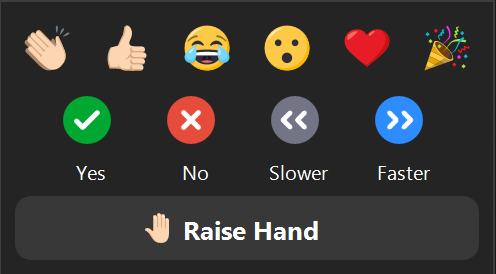 Yes No Slower Faster
Raise Hand